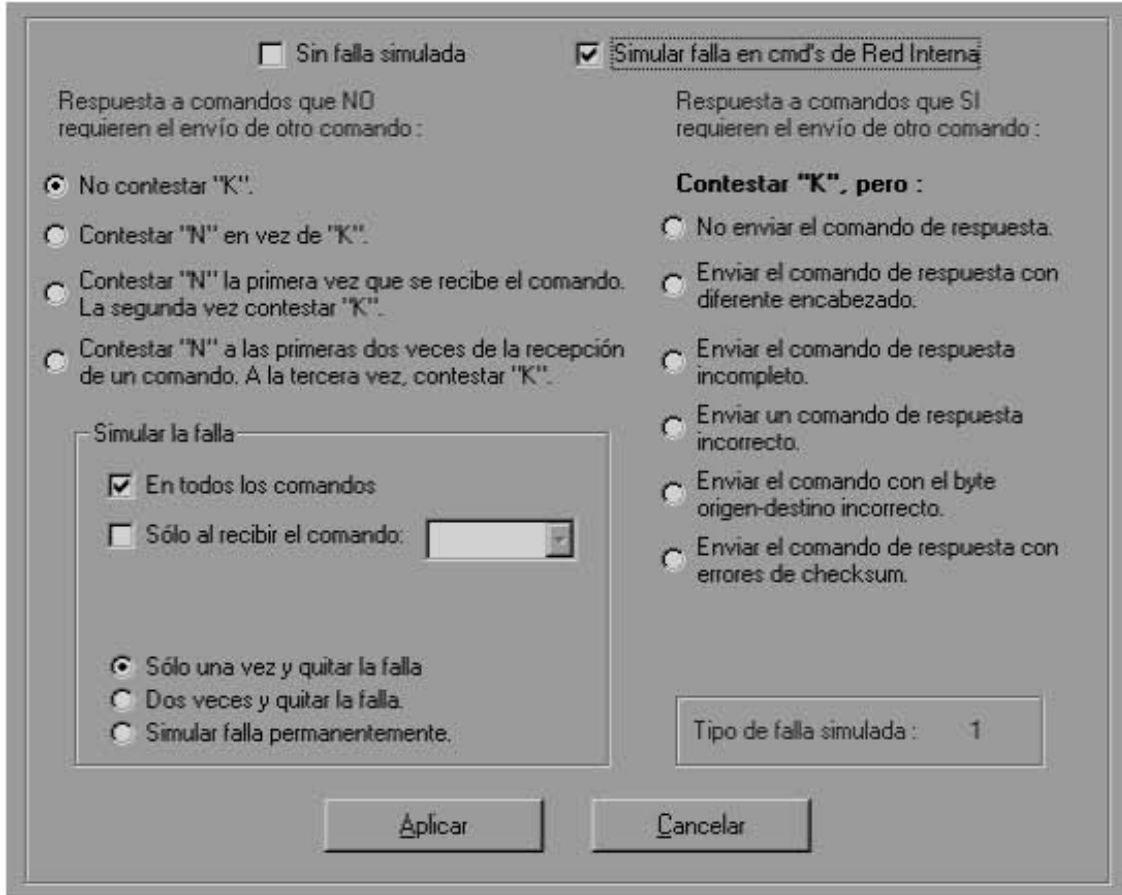 Sin falla simulada
Simular falla en cmd's de Red Interna
Respuesta a comandos que NO
requieren el envío de otro comando :
No contestar "K".
Contestar "N" en vez de "K".
Contestar "N" la primera vez que se recibe el comando.
La segunda vez contestar "K".
Contestar "N" a las primeras dos veces de la recepción
de un comando. A la tercera vez, contestar "K".
Simular la falla
En todos los comandos
Sólo al recibir el comando:
Sólo una vez y quitar la falla
Dos veces y quitar la falla.
Simular falla permanentemente.
Respuesta a comandos que SI
requieren el envío de otro comando :
Contestar "K", pero :
No enviar el comando de respuesta.
Enviar el comando de respuesta con
diferente encabezado.
Enviar el comando de respuesta
incompleto.
Enviar un comando de respuesta
incorrecto.
Enviar el comando con el byte
origen-destino incorrecto.
Enviar el comando de respuesta con
errores de checksum.
Tipo de falla simulada : 1
Aplicar
Cancelar